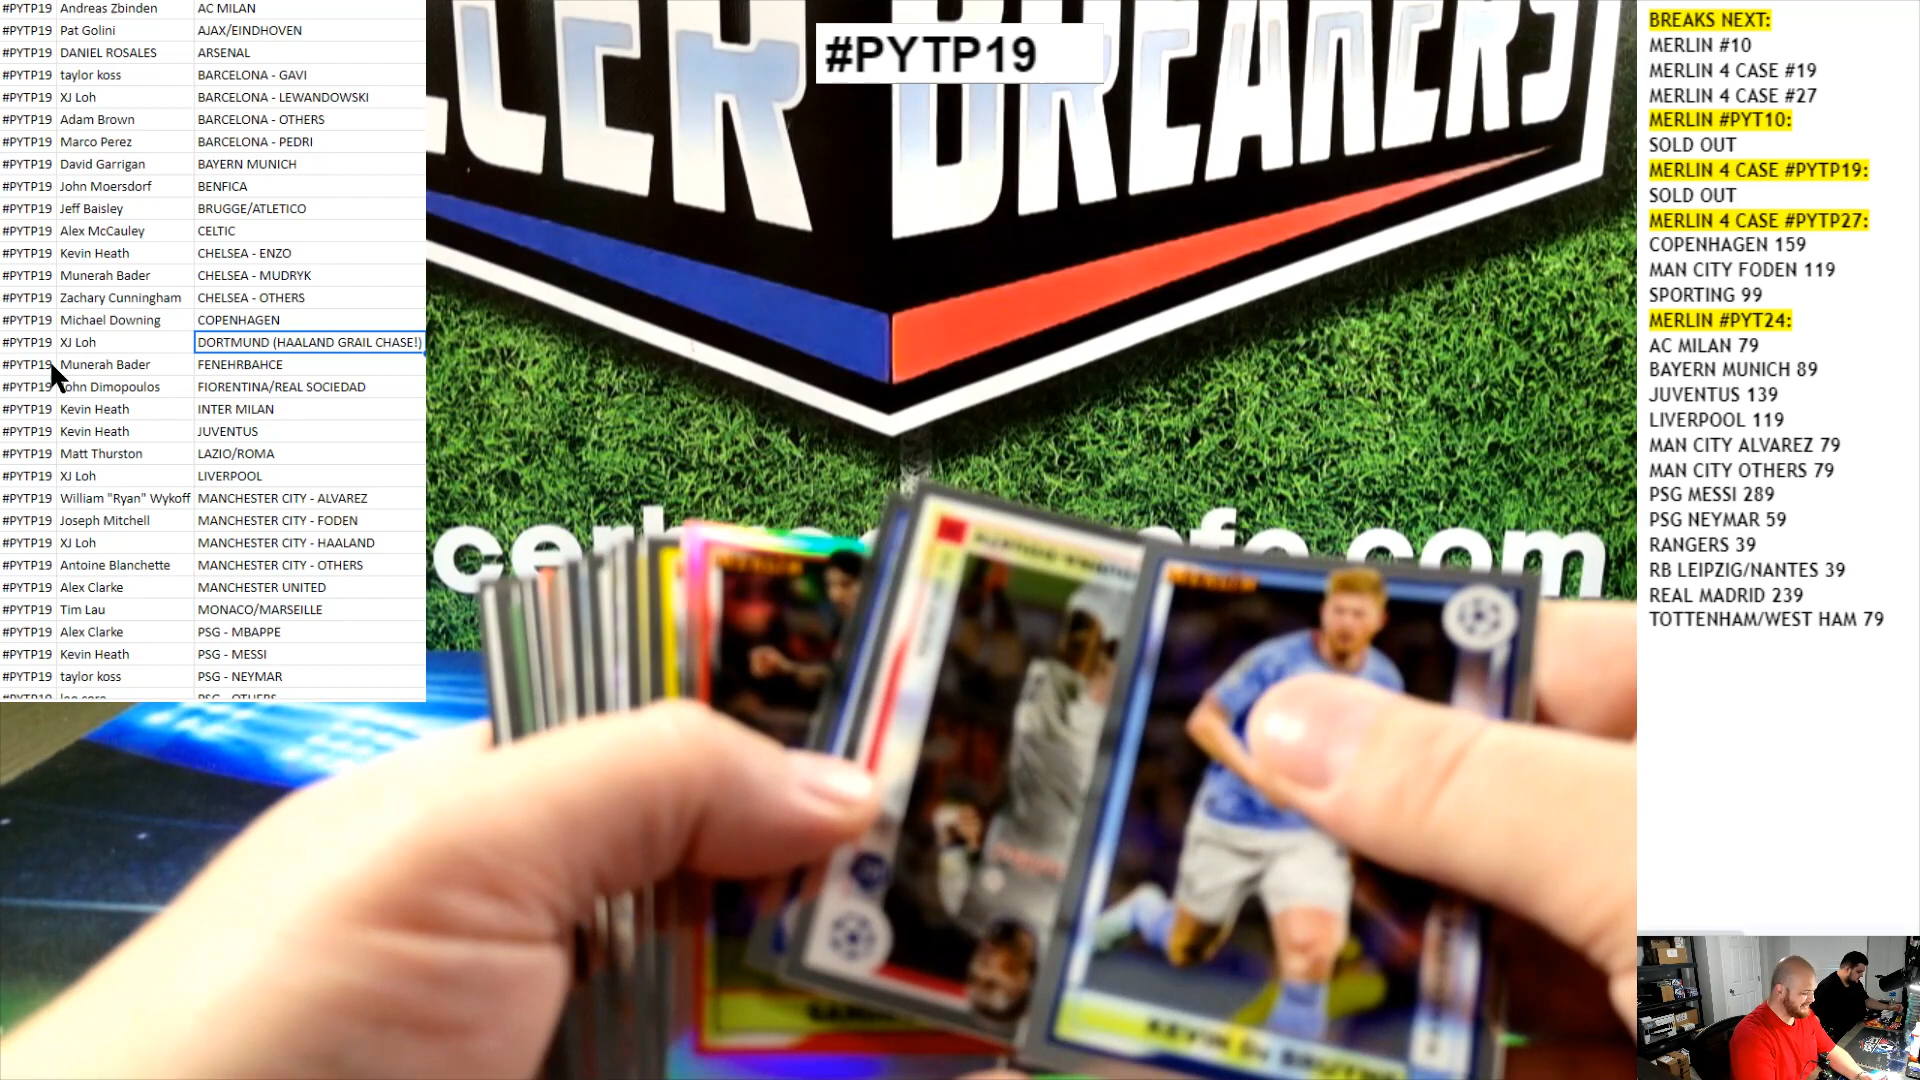 #PYTP19 Andreas Zbinden AC MILAN
#PYTP19 Pat Golini AJAX/EINDHOVEN
#PYTP19 DANIEL ROSALES ARSENAL
#PYTP19 taylor koss BARCELONA - GAVI
#PYTP19 XJ Loh BARCELONA - LEWANDOWSKI
#PYTP19 Adam Brown BARCELONA - OTHERS
#PYTP19 Marco Perez BARCELONA - PEDRI
#PYTP19 David Garrigan BAYERN MUNICH
#PYTP19 John Moersdorf BENFICA
#PYTP19 Jeff Baisley BRUGGE/ATLETICO
#PYTP19 Alex McCauley CELTIC
#PYTP19 Kevin Heath CHELSEA - ENZO
#PYTP19 Munerah Bader CHELSEA - MUDRYK
#PYTP19 Zachary Cunningham CHELSEA - OTHERS
#PYTP19 Michael Downing COPENHAGEN
#PYTP19 XJ Loh DORTMUND (HAALAND GRAIL CHASE!)
#PYTP19 Munerah Bader FENEHRBAHCE
#PYTP19 John Dimopoulos FIORENTINA/REAL SOCIEDAD
#PYTP19 Kevin Heath INTER MILAN
#PYTP19 Kevin Heath JUVENTUS
#PYTP19 Matt Thurston LAZIO/ROMA
#PYTP19 XJ Loh LIVERPOOL
#PYTP19 William "Ryan" Wykoff MANCHESTER CITY - ALVAREZ
#PYTP19 Joseph Mitchell MANCHESTER CITY - FODEN
#PYTP19 XJ Loh MANCHESTER CITY - HAALAND
#PYTP19 Antoine Blanchette MANCHESTER CITY - OTHERS
#PYTP19 Alex Clarke MANCHESTER UNITED
#PYTP19 Tim Lau MONACO/MARSEILLE
#PYTP19 Alex Clarke PSG - MBAPPE
#PYTP19 Kevin Heath PSG - MESSI
#PYTP19 taylor koss PSG - NEYMAR
#PYTP19
BREAKERS
MERLIN
MERLIN
KEVIN De BRUYNE
BREAKS NEXT:
MERLIN #10
MERLIN 4 CASE #19
MERLIN 4 CASE #27
MERLIN #PYT10:
SOLD OUT
MERLIN 4 CASE #PYTP19:
SOLD OUT
MERLIN 4 CASE #PYTP27:
COPENHAGEN 159
MAN CITY FODEN 119
SPORTING 99
MERLIN #PYT24:
AC MILAN 79
BAYERN MUNICH 89
JUVENTUS 139
LIVERPOOL 119
MAN CITY ALVAREZ 79
MAN CITY OTHERS 79
PSG MESSI 289
PSG NEYMAR 59
RANGERS 39
RB LEIPZIG/NANTES 39
REAL MADRID 239
TOTTENHAM/WEST HAM 79